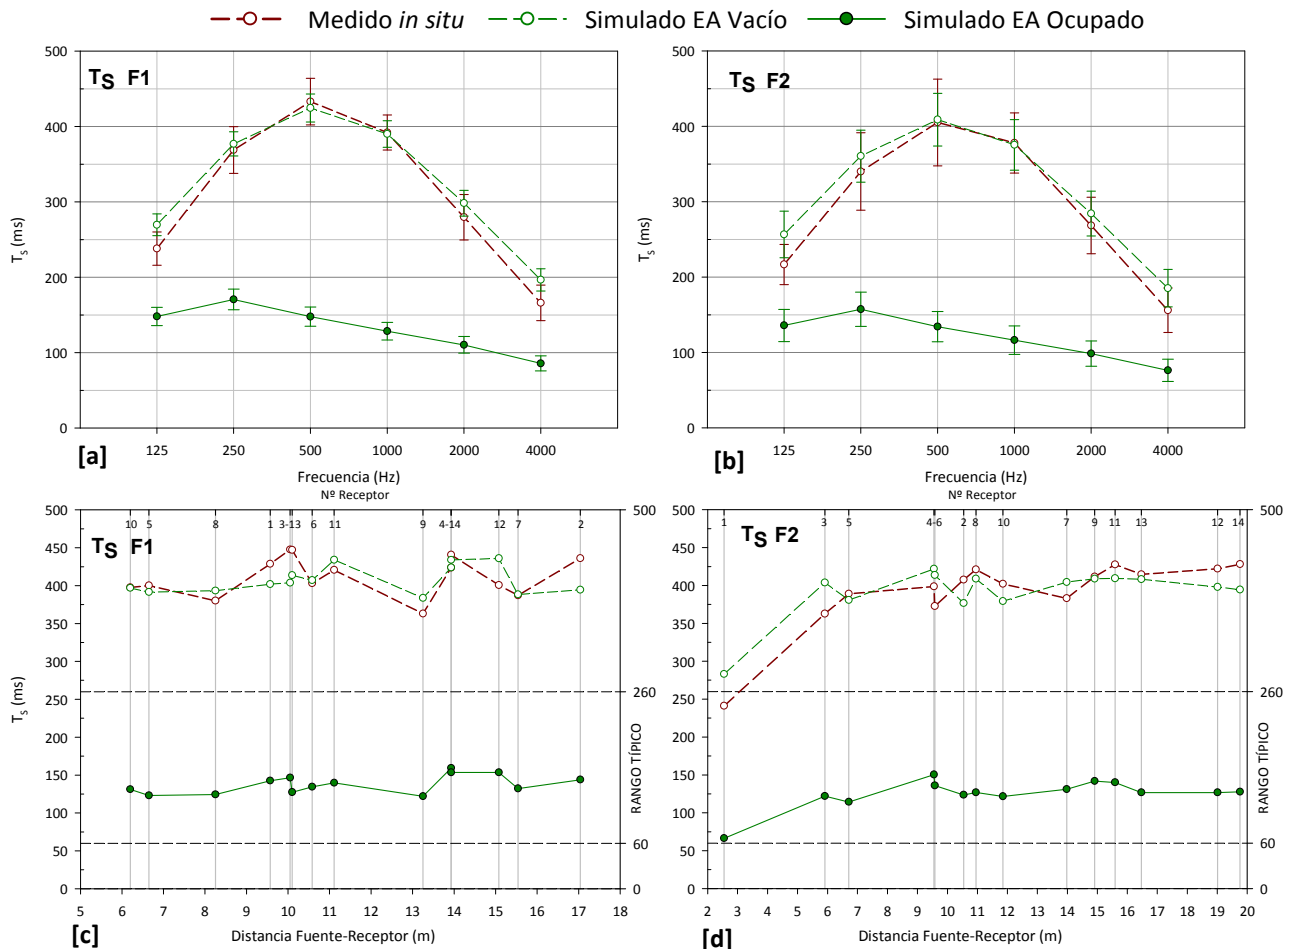 Medido in situ Simulado EA Vacío Simulado EA Ocupado
TS F1
500
400
300
200
100
0
TS (ms)
125 250 500 1000 2000 4000
[a]
Frecuencia (Hz)
TS F2
500
400
300
200
100
0
TS (ms)
125 250 500 1000 2000 4000
[b]
Frecuencia (Hz)
Nº Receptor
10 5 8 1 3-13 6 11 9 4-14 12 7 2
TS F1
500
450
400
350
300
250
200
150
100
50
0
TS (ms)
500
260
60
0
RANGO TÍPICO
5 6 7 8 9 10 11 12 13 14 15 16 17 18
[c]
Distancia Fuente-Receptor (m)
Nº Receptor
1 3 5 4-6 2 8 10 7 9 11 13 12 14
TS F2
500
450
400
350
300
250
200
150
100
50
0
500
260
60
0
RANGO TÍPICO
2 3 4 5 6 7 8 9 10 11 12 13 14 15 16 17 18 19 20
[d]
Distancia Fuente-Receptor (m)